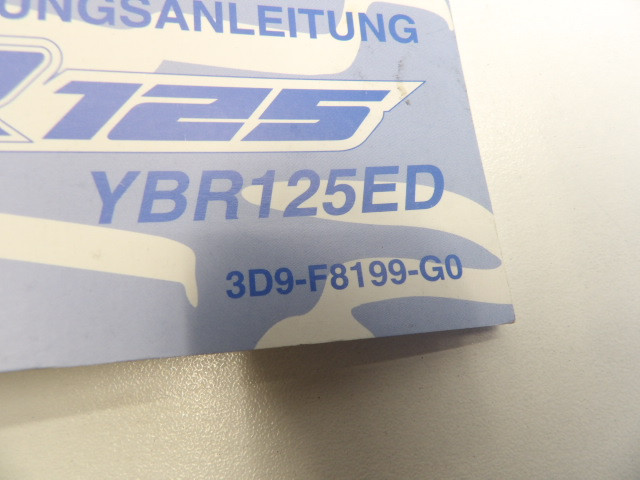 UNGSANLEITUNG
R 125
YBR125ED
3D9-F8199-G0